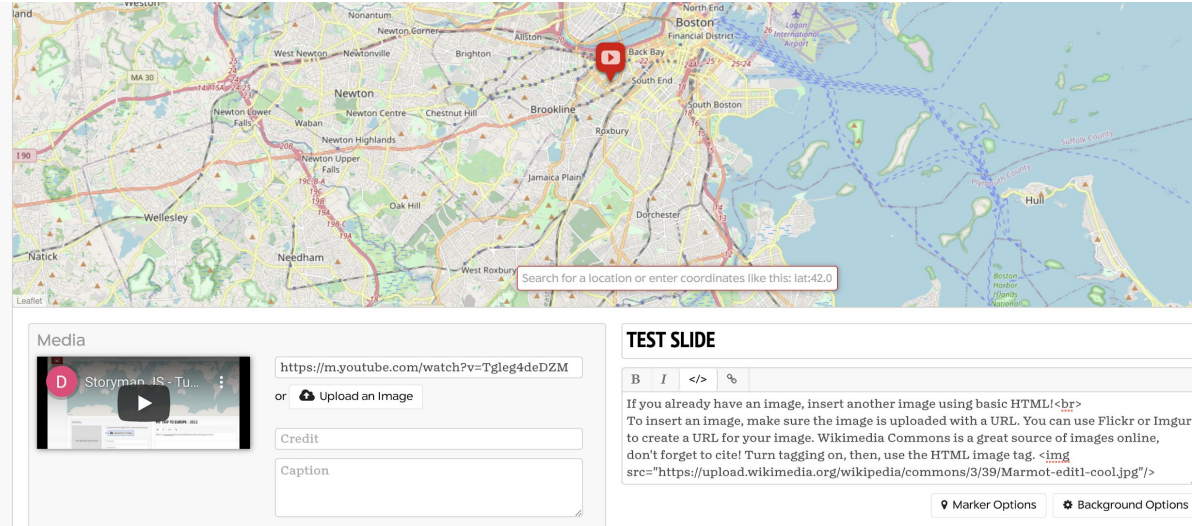 land
Weston
Nonantum
North End
Boston
Logan
International
Airport
Newton Corner
Allston
Financial District
West Newton
Newtonville
Brighton
Back Bay
MA 30
South End
Newton
Newton Lower
Falls
Waban
Newton Centre
Chestnut Hill
Brookline
South Boston
Newton Highlands
Roxbury
I 90
Newton Upper
Falls
Suffolk County
Plymouth County
Jamaica Plain
Oak Hill
Hull
Wellesley
Dorchester
Natick
Needham
West Roxbury
Search for a location or enter coordinates like this: lat:42.0
Boston
Harbor
Islands
National
Leaflet
Media
D
Storymap JS - Tu...
https://m.youtube.com/watch?v=Tgleg4deDZM
or
Upload an Image
Credit
Caption
TEST SLIDE
B I </>
If you already have an image, insert another image using basic HTML!<br>
To insert an image, make sure the image is uploaded with a URL. You can use Flickr or Imgur
to create a URL for your image. Wikimedia Commons is a great source of images online,
don't forget to cite! Turn tagging on, then, use the HTML image tag. <img
src="https://upload.wikimedia.org/wikipedia/commons/3/39/Marmot-edit1-cool.jpg"/>
Marker Options
Background Options